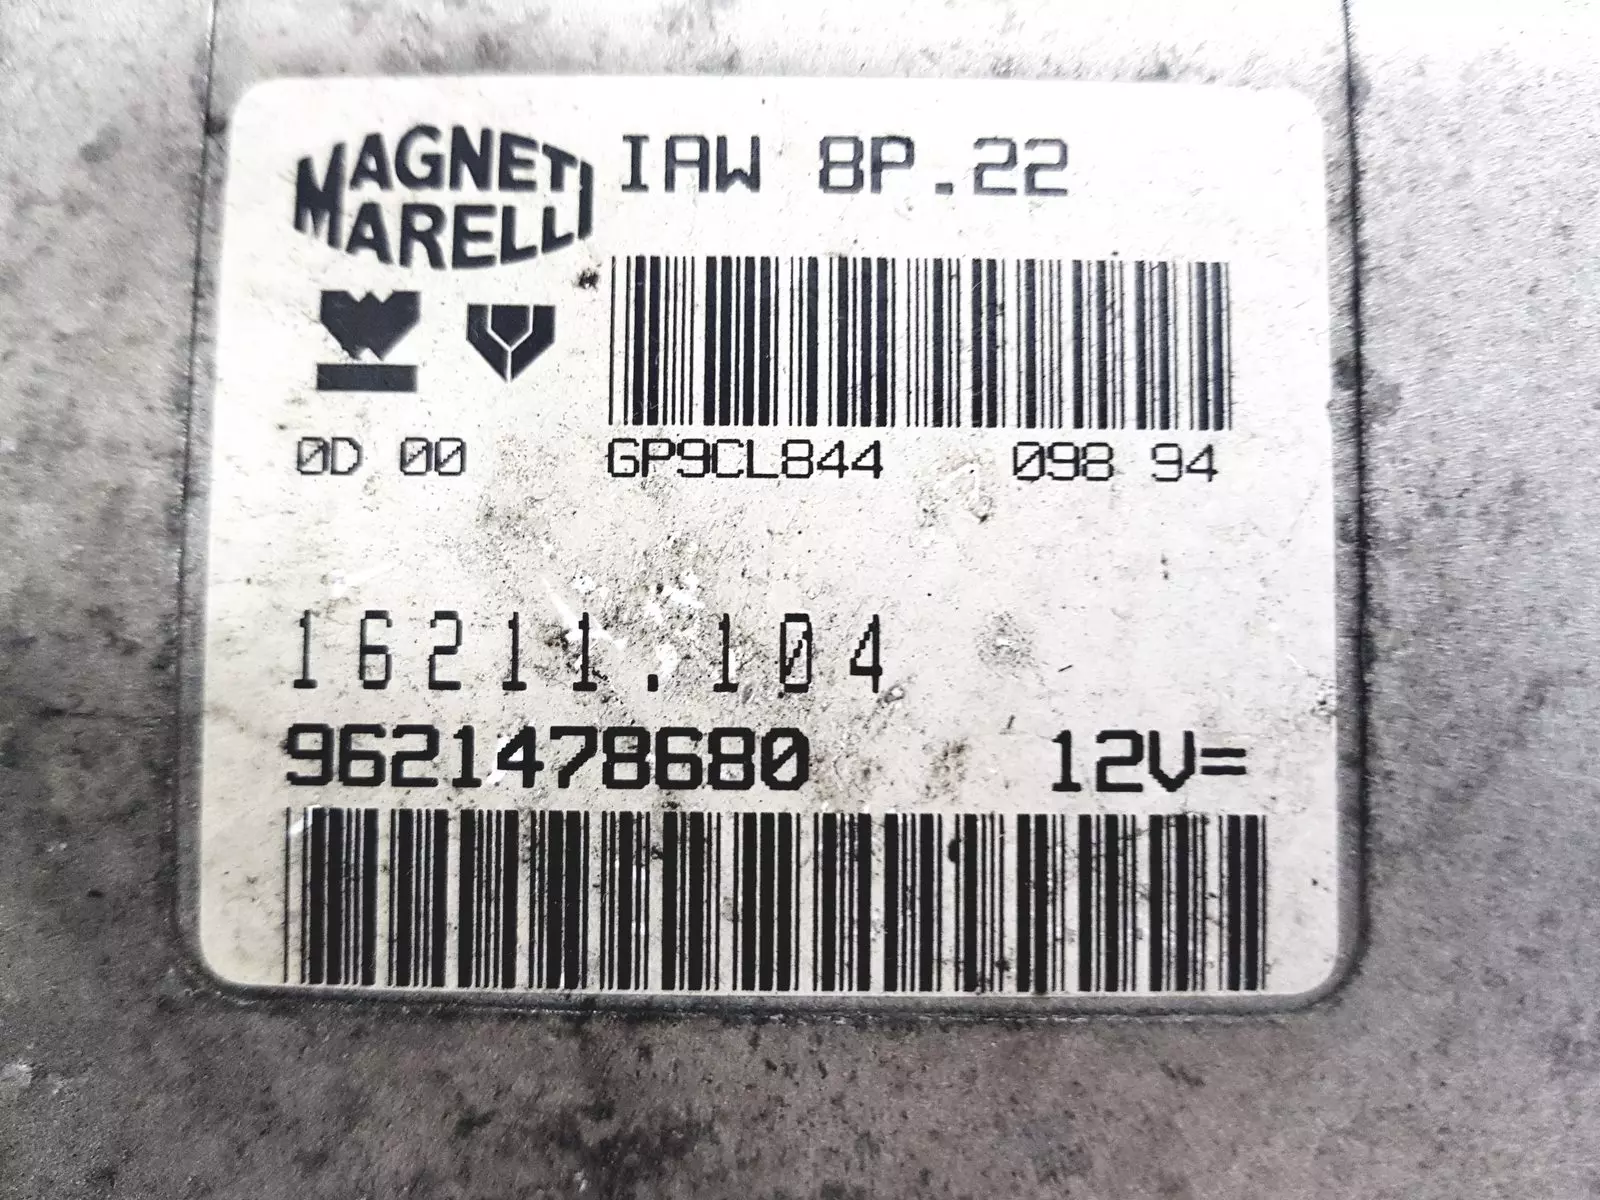 MAGNETI
MARELLI
IAW 8P.22
0D 00
GP9CL844 098 94
16211.104
9621478680 12V=